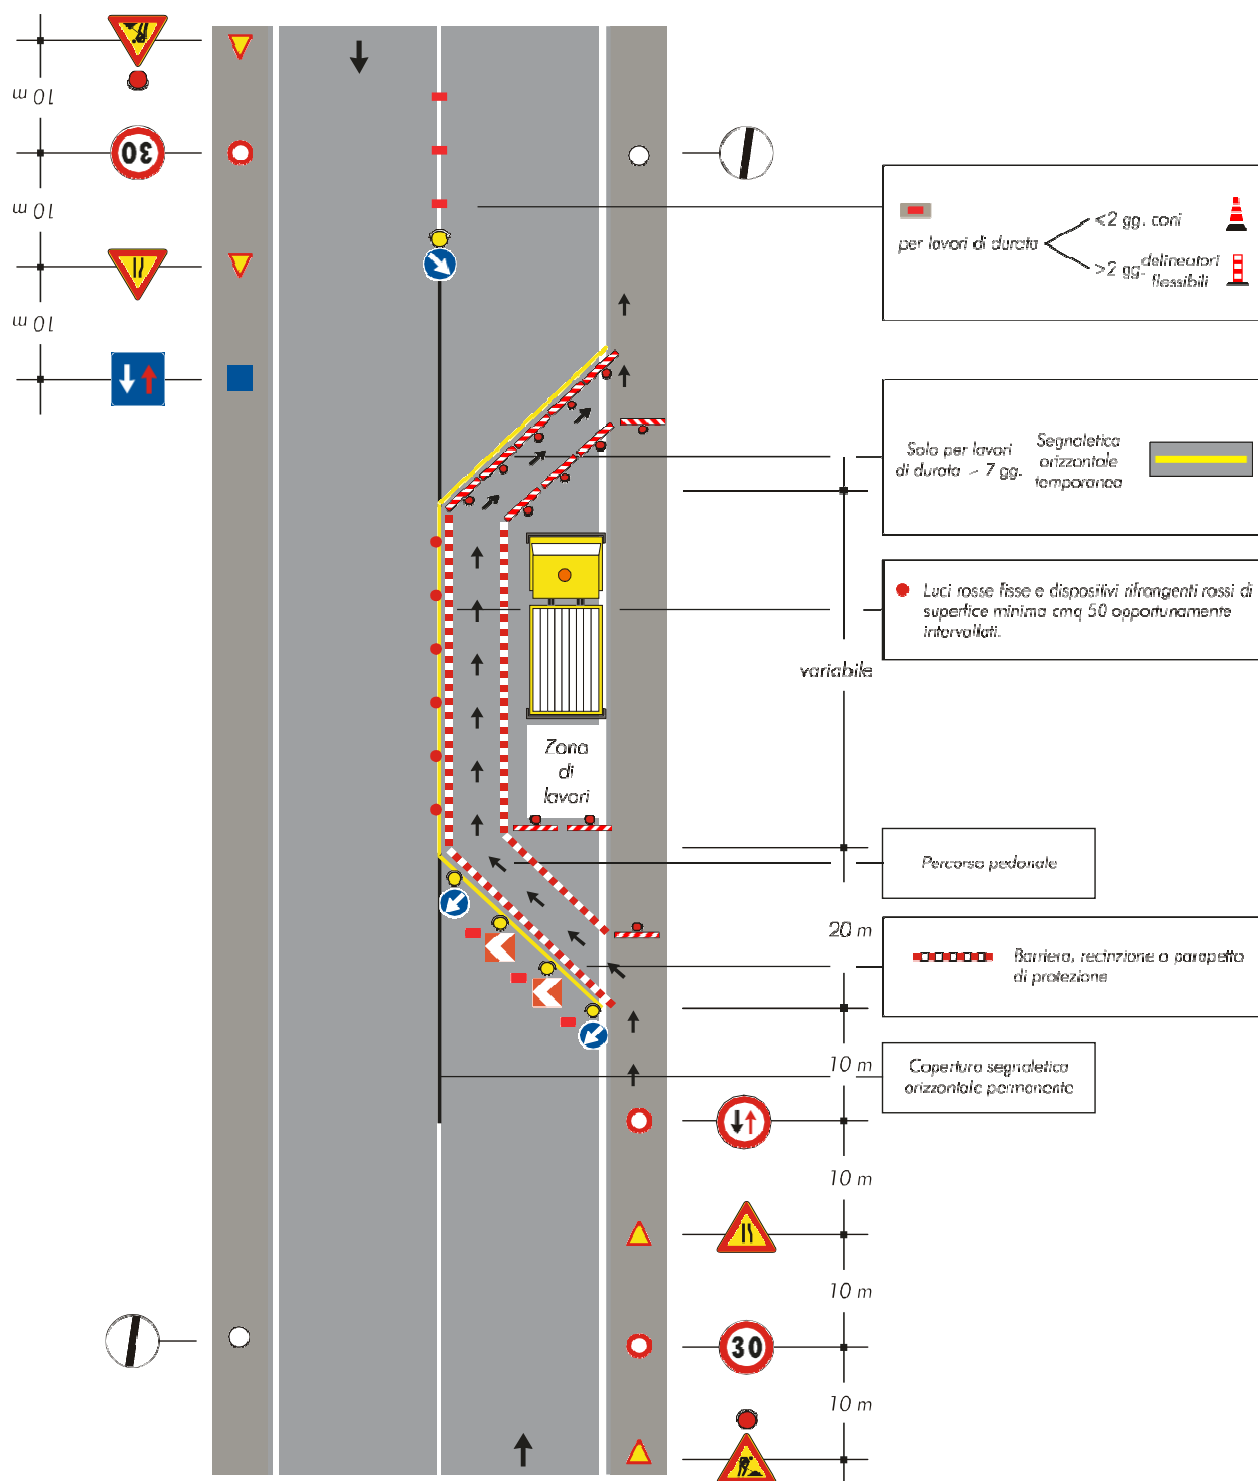 10 m
30
10 m
10 m
per lavori di durata
<2 gg. coni
>2 gg. delineatori
flessibili
Solo per lavori
di durata > 7 gg.
Segnaletica
orizzontale
temporanea
Luci rosse fisse e dispositivi rifrangenti rossi di
superfice minima cmq 50 opportunamente
intervallati.
variabile
Zona
di
lavori
Percorso pedonale
20 m
Barriera, recinzione o parapetto
di protezione
10 m
Copertura segnaletica
orizzontale permanente
10 m
10 m
30
10 m